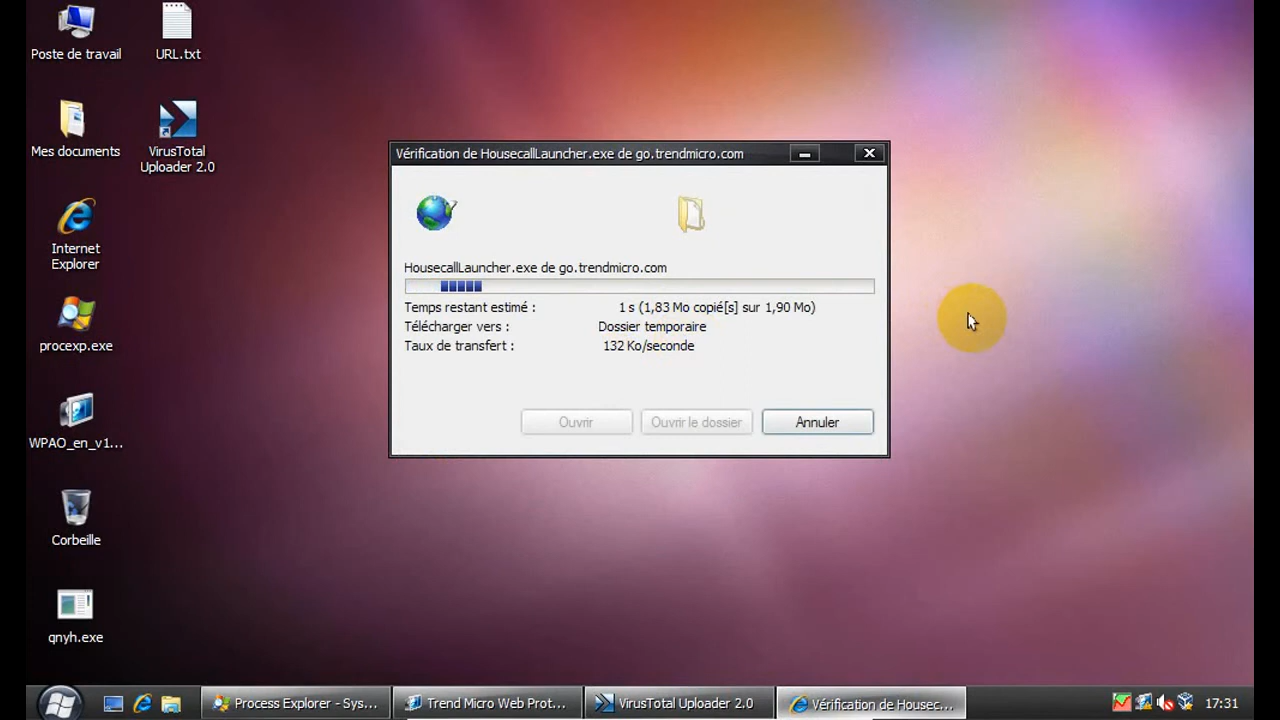 Poste de travail
URL.txt
Mes documents
VirusTotal
Uploader 2.0
Internet
Explorer
procexp.exe
WPAO_en_v1...
Corbeille
qnyh.exe
Vérification de HousecallLauncher.exe de go.trendmicro.com
HousecallLauncher.exe de go.trendmicro.com
Temps restant estimé : 1 s (1,83 Mo copié[s] sur 1,90 Mo)
Télécharger vers : Dossier temporaire
Taux de transfert : 132 Ko/seconde
Ouvrir
Ouvrir le dossier
Annuler
Process Explorer - Sys...
Trend Micro Web Prot...
VirusTotal Uploader 2.0
Vérification de Housec...
17:31